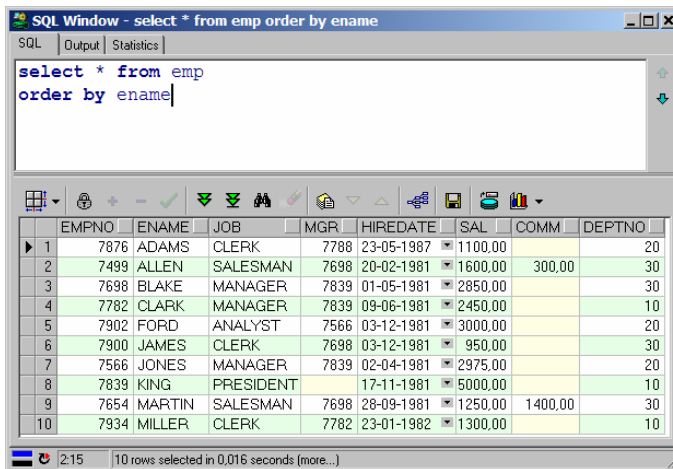 SQL Window - select * from emp order by ename
SQL Output Statistics
select * from emp
order by ename
EMPNO ENAME JOB MGR HIREDATE SAL COMM DEPTNO
1 7876 ADAMS CLERK 7788 23-05-1987 1100,00 20
2 7499 ALLEN SALESMAN 7698 20-02-1981 1600,00 300,00 30
3 7698 BLAKE MANAGER 7839 01-05-1981 2850,00 30
4 7782 CLARK MANAGER 7839 09-06-1981 2450,00 10
5 7902 FORD ANALYST 7566 03-12-1981 3000,00 20
6 7900 JAMES CLERK 7698 03-12-1981 950,00 30
7 7566 JONES MANAGER 7839 02-04-1981 2975,00 20
8 7839 KING PRESIDENT 17-11-1981 5000,00 10
9 7654 MARTIN SALESMAN 7698 28-09-1981 1250,00 1400,00 30
10 7934 MILLER CLERK 7782 23-01-1982 1300,00 10
2:15 10 rows selected in 0,016 seconds (more...)